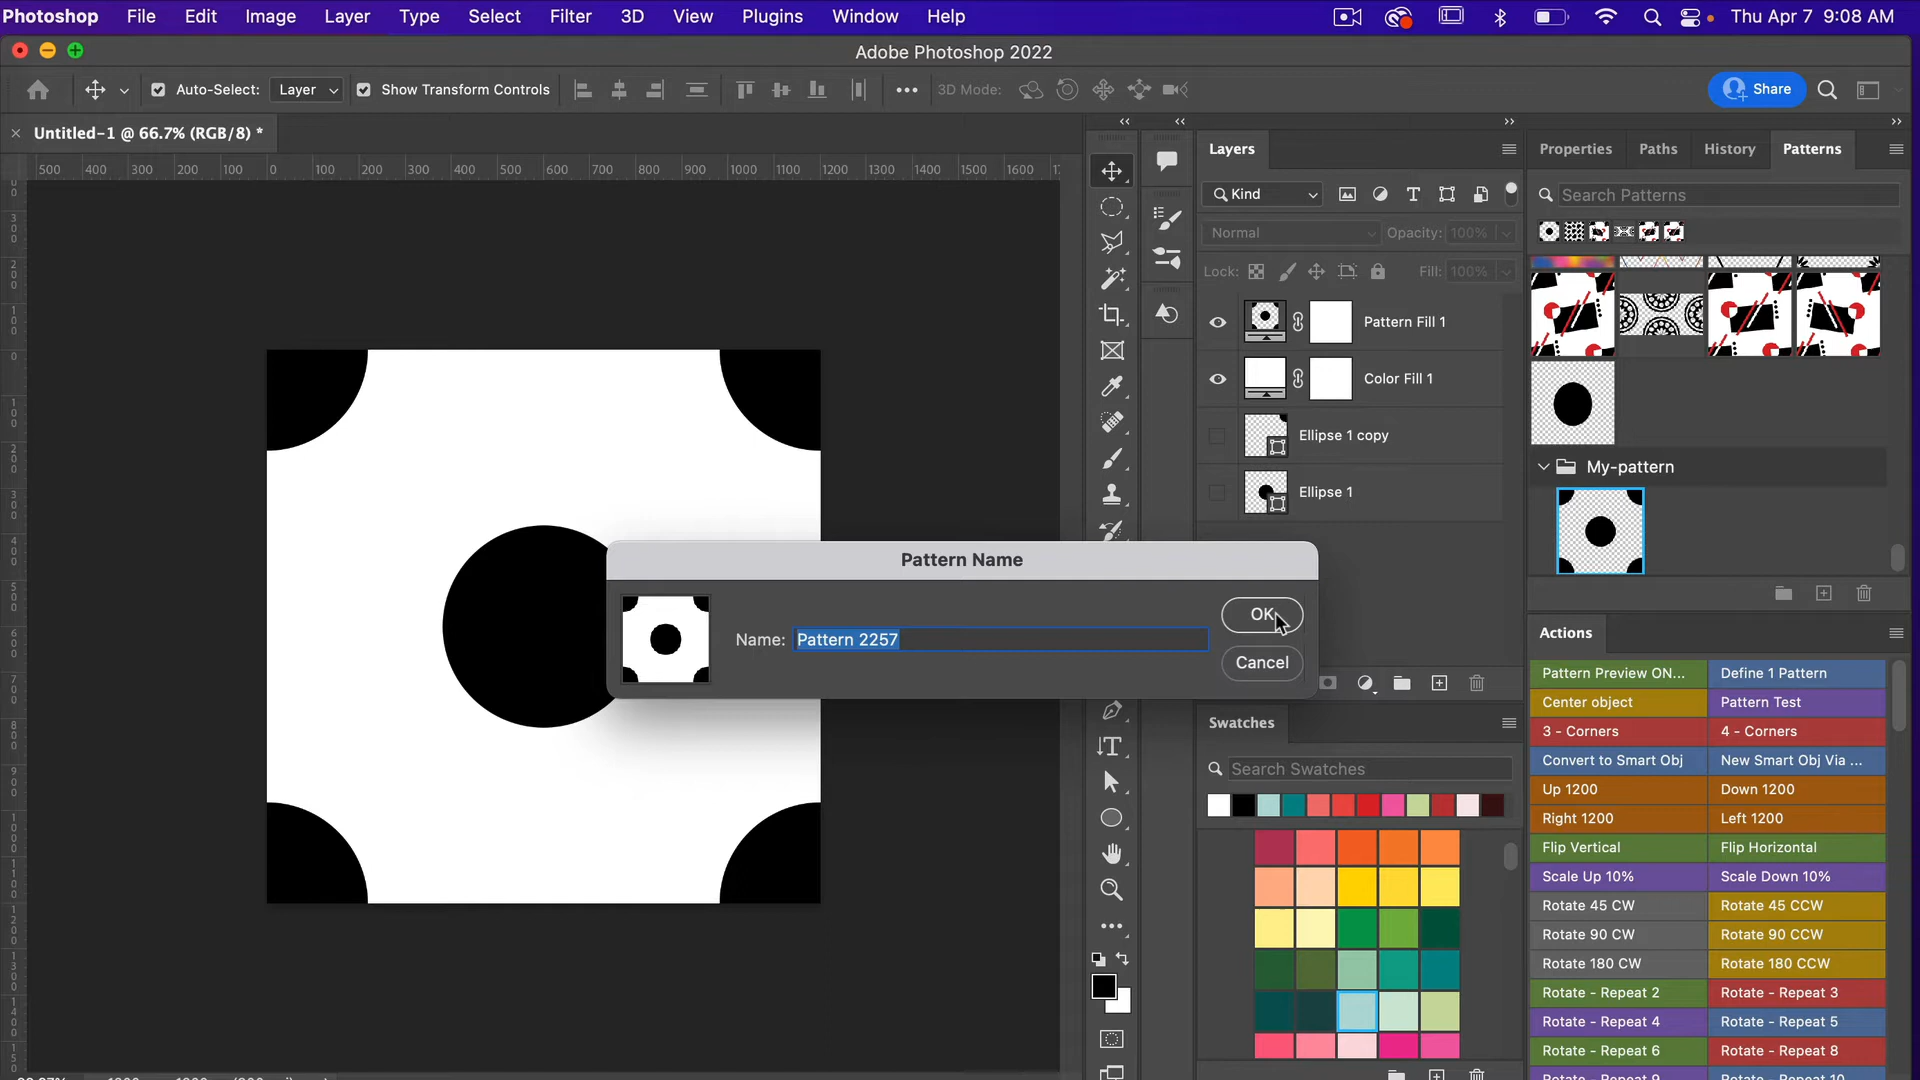 Photoshop File Edit Image Layer Type Select Filter 3D View Plugins Window Help Thu Apr 7 9:08 AM
Adobe Photoshop 2022
Auto-Select: Layer Show Transform Controls 3D Mode: Share
× Untitled-1 @ 66.7% (RGB/8) *
500 400 300 200 100 0 100 200 300 400 500 600 700 800 900 1000 1100 1200 1300 1400 1500 1600
Layers
Kind
Normal Opacity: 100%
Lock: Fill: 100%
Pattern Fill 1
Color Fill 1
Ellipse 1 copy
Ellipse 1
Properties Paths History Patterns
Search Patterns
My-pattern
Pattern Name
Name: Pattern 2257
OK
Cancel
Swatches
Search Swatches
Actions
Pattern Preview ON... Define 1 Pattern
Center object Pattern Test
3 - Corners 4 - Corners
Convert to Smart Obj New Smart Obj Via ...
Up 1200 Down 1200
Right 1200 Left 1200
Flip Vertical Flip Horizontal
Scale Up 10% Scale Down 10%
Rotate 45 CW Rotate 45 CCW
Rotate 90 CW Rotate 90 CCW
Rotate 180 CW Rotate 180 CCW
Rotate - Repeat 2 Rotate - Repeat 3
Rotate - Repeat 4 Rotate - Repeat 5
Rotate - Repeat 6 Rotate - Repeat 8
Rotate - Repeat 9 Rotate - Repeat 10